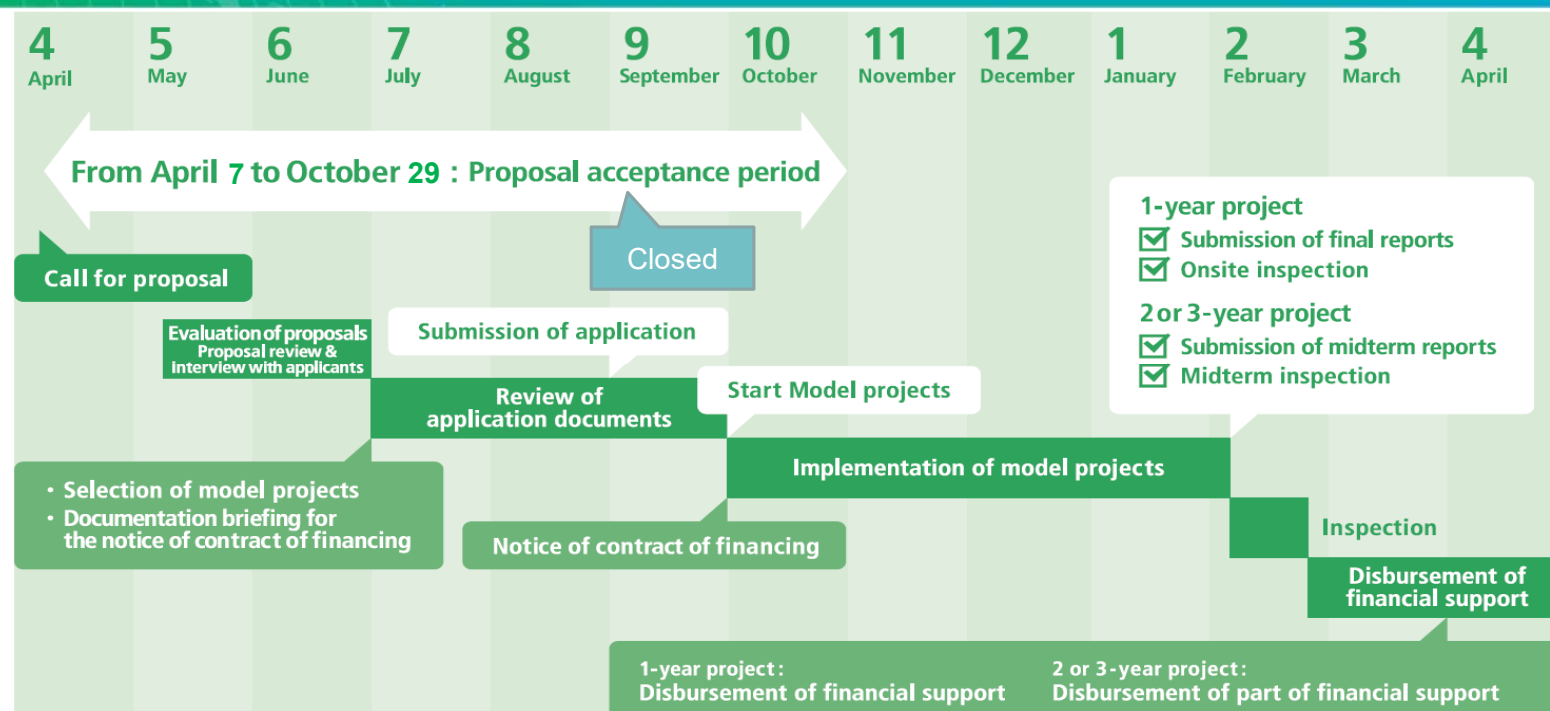 4
April
5
May
6
June
7
July
8
August
9
September
10
October
11
November
12
December
1
January
2
February
3
March
4
April
From April 7 to October 29 : Proposal acceptance period
Closed
Call for proposal
1-year project
Submission of final reports
Onsite inspection
2 or 3-year project
Submission of midterm reports
Midterm inspection
Evaluation of proposals
Proposal review &
interview with applicants
Submission of application
Review of
application documents
Start Model projects
Implementation of model projects
・Selection of model projects
・Documentation briefing for
the notice of contract of financing
Notice of contract of financing
Inspection
Disbursement of
financial support
1-year project :
Disbursement of financial support
2 or 3-year project :
Disbursement of part of financial support